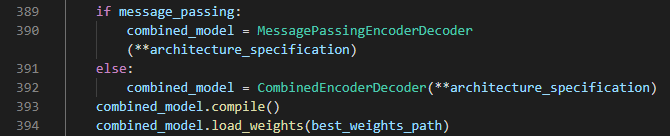 389 if message_passing:
390 combined_model = MessagePassingEncoderDecoder
(**architecture_specification)
391 else:
392 combined_model = CombinedEncoderDecoder(**architecture_specification)
393 combined_model.compile()
394 combined_model.load_weights(best_weights_path)